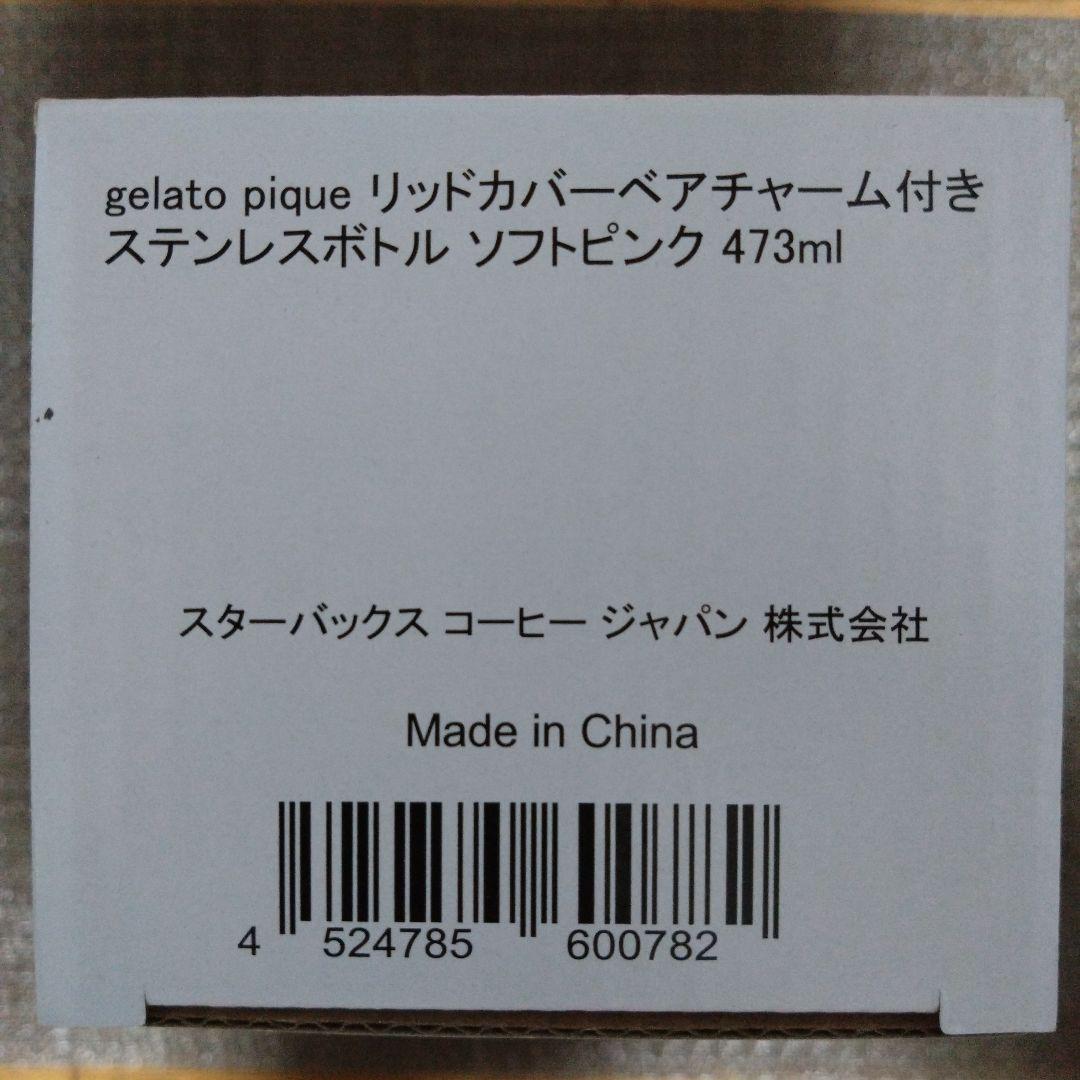 gelato pique リッドカバーベアチャーム付き
ステンレスボトル ソフトピンク 473ml
スターバックス コーヒー ジャパン 株式会社
Made in China
4 524785 600782